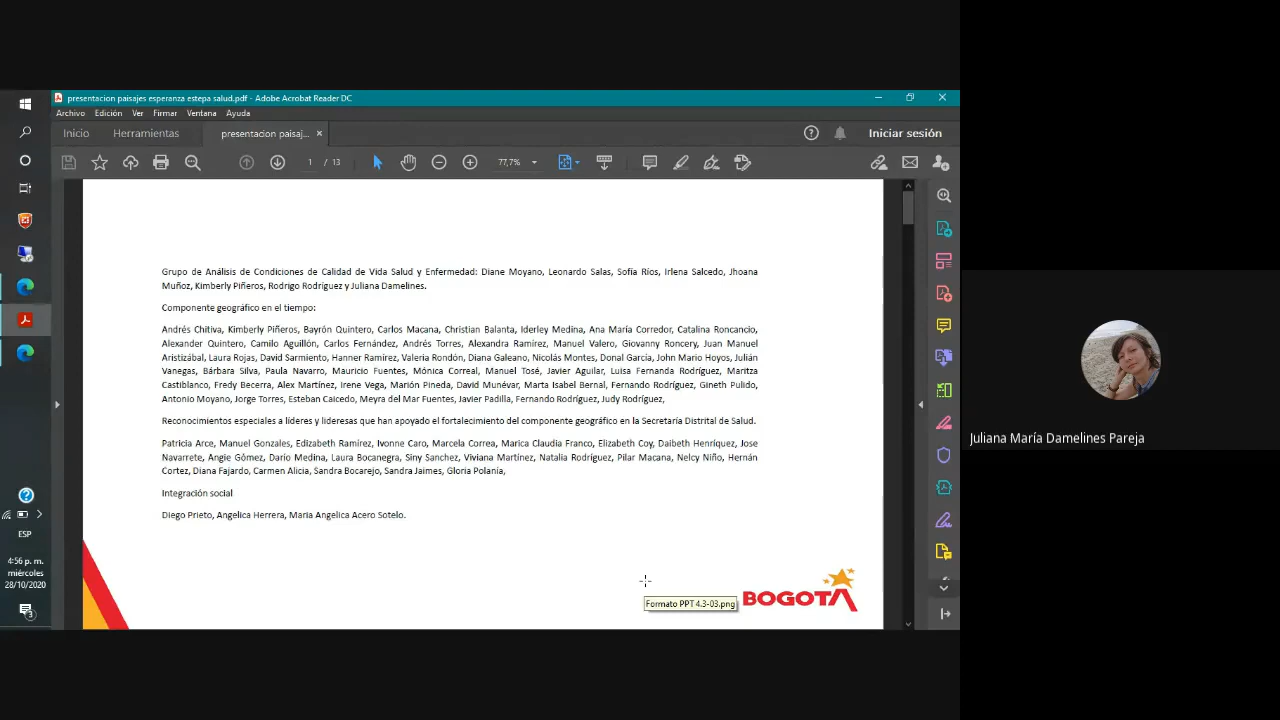 presentacion paisajes esperanza estepa salud.pdf - Adobe Acrobat Reader DC
Archivo Edición Ver Firmar Ventana Ayuda
Inicio Herramientas presentacion paisaj... × Iniciar sesión
1 / 13 77,7%
Grupo de Análisis de Condiciones de Calidad de Vida Salud y Enfermedad: Diane Moyano, Leonardo Salas, Sofía Ríos, Irlena Salcedo, Jhoana
Muñoz, Kimberly Piñeros, Rodrigo Rodríguez y Juliana Damelines.
Componente geográfico en el tiempo:
Andrés Chitiva, Kimberly Piñeros, Bayrón Quintero, Carlos Macana, Christian Balanta, Iderley Medina, Ana María Corredor, Catalina Roncancio,
Alexander Quintero, Camilo Aguillón, Carlos Fernández, Andrés Torres, Alexandra Ramírez, Manuel Valero, Giovanny Roncery, Juan Manuel
Aristizábal, Laura Rojas, David Sarmiento, Hanner Ramírez, Valeria Rondón, Diana Galeano, Nicolás Montes, Donal García, John Mario Hoyos, Julián
Vanegas, Bárbara Silva, Paula Navarro, Mauricio Fuentes, Mónica Correal, Manuel Tosé, Javier Aguilar, Luisa Fernanda Rodríguez, Maritza
Castiblanco, Fredy Becerra, Alex Martínez, Irene Vega, Marión Pineda, David Munévar, Marta Isabel Bernal, Fernando Rodríguez, Gineth Pulido,
Antonio Moyano, Jorge Torres, Esteban Caicedo, Meyra del Mar Fuentes, Javier Padilla, Fernando Rodríguez, Judy Rodríguez,
Reconocimientos especiales a líderes y lideresas que han apoyado el fortalecimiento del componente geográfico en la Secretaría Distrital de Salud.
Patricia Arce, Manuel Gonzales, Edizabeth Ramírez, Ivonne Caro, Marcela Correa, Marica Claudia Franco, Elizabeth Coy, Daibeth Henríquez, Jose
Navarrete, Angie Gómez, Darío Medina, Laura Bocanegra, Siny Sanchez, Viviana Martínez, Natalia Rodríguez, Pilar Macana, Nelcy Niño, Hernán
Cortez, Diana Fajardo, Carmen Alicia, Sandra Bocarejo, Sandra Jaimes, Gloria Polanía,
Integración social
Diego Prieto, Angelica Herrera, Maria Angelica Acero Sotelo.
Formato PPT 4.3-03.png
BOGOTA
ESP
4:56 p. m.
miércoles
28/10/2020
Juliana María Damelines Pareja